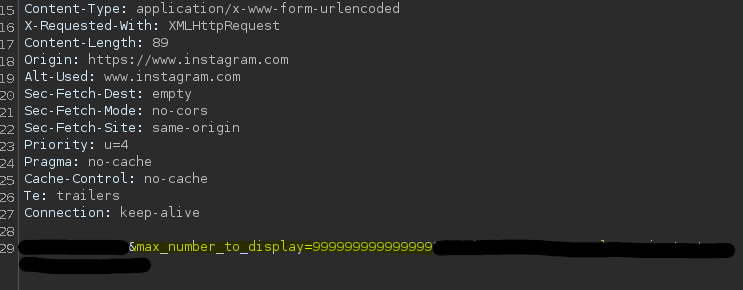 15 Content-Type: application/x-www-form-urlencoded
16 X-Requested-With: XMLHttpRequest
17 Content-Length: 89
18 Origin: https://www.instagram.com
19 Alt-Used: www.instagram.com
20 Sec-Fetch-Dest: empty
21 Sec-Fetch-Mode: no-cors
22 Sec-Fetch-Site: same-origin
23 Priority: u=4
24 Pragma: no-cache
25 Cache-Control: no-cache
26 Te: trailers
27 Connection: keep-alive
28
29 &max_number_to_display=9999999999999999